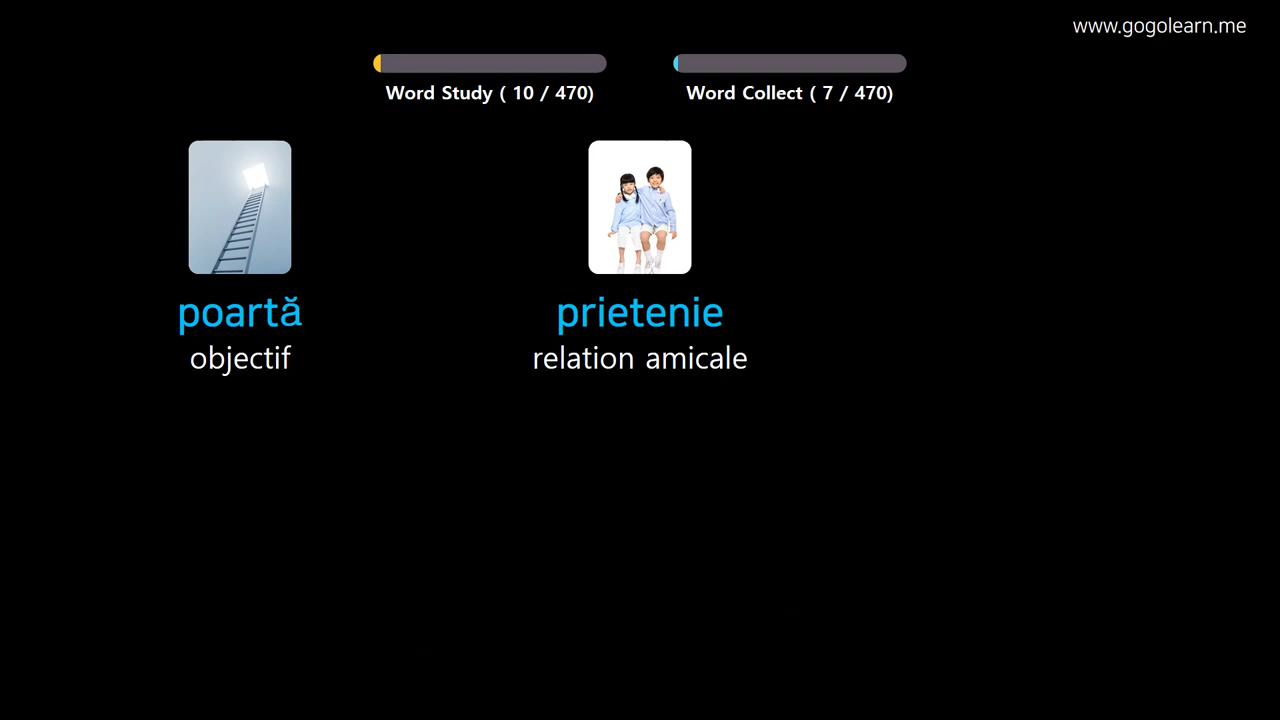 www.gogolearn.me
Word Study ( 10 / 470)
Word Collect ( 7 / 470)
poartă
objectif
prietenie
relation amicale